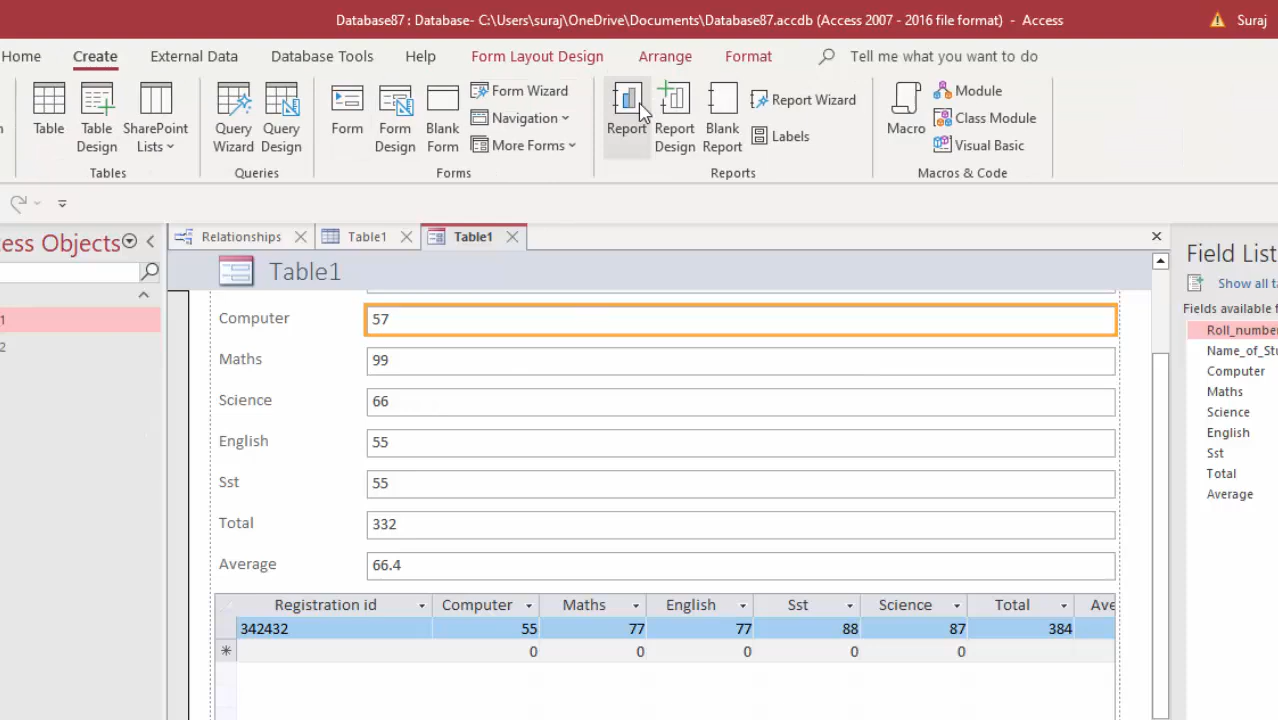 Database87 : Database- C:\Users\suraj\OneDrive\Documents\Database87.accdb (Access 2007 - 2016 file format) - Access
Suraj
Home Create External Data Database Tools Help Form Layout Design Arrange Format Tell me what you want to do
Table
Table Design
SharePoint Lists
Tables
Query Wizard
Query Design
Queries
Form
Form Design
Blank Form
Form Wizard
Navigation
More Forms
Forms
Report
Report Design
Blank Report
Report Wizard
Labels
Reports
Macro
Module
Class Module
Visual Basic
Macros & Code
ess Objects
1
2
Relationships Table1 Table1
Table1
Computer 57
Maths 99
Science 66
English 55
Sst 55
Total 332
Average 66.4
Registration id Computer Maths English Sst Science Total Ave
342432 55 77 77 88 87 384
* 0 0 0 0 0
Field List
Show all ta
Fields available f
Roll_number
Name_of_Stu
Computer
Maths
Science
English
Sst
Total
Average